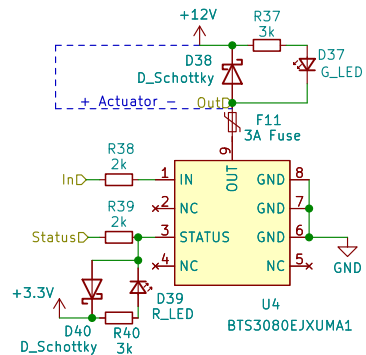 +12V
R37
3k
D38
D_Schottky
D37
G_LED
+ Actuator -
Out
F11
3A Fuse
9
OUT
R38
2k
In
1
IN
GND
8
2
NC
GND
7
R39
2k
Status
3
STATUS
GND
6
4
NC
NC
5
GND
+3.3V
D39
R_LED
D40
D_Schottky
R40
3k
U4
BTS3080EJXUMA1